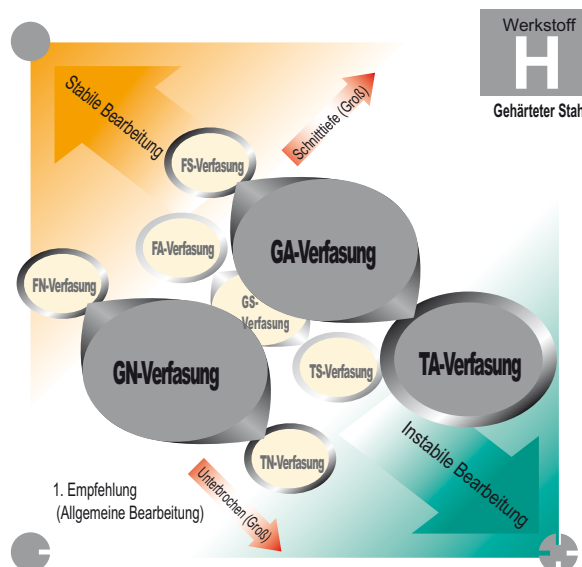 Werkstoff
H
Gehärteter Stah
Stabile Bearbeitung
Schnitttiefe (Groß)
FS-Verfasung
FA-Verfasung
GA-Verfasung
FN-Verfasung
GS-
Verfasung
GN-Verfasung
TS-Verfasung
TA-Verfasung
TN-Verfasung
Instabile Bearbeitung
Unterbrochen (Groß)
1. Empfehlung
(Allgemeine Bearbeitung)